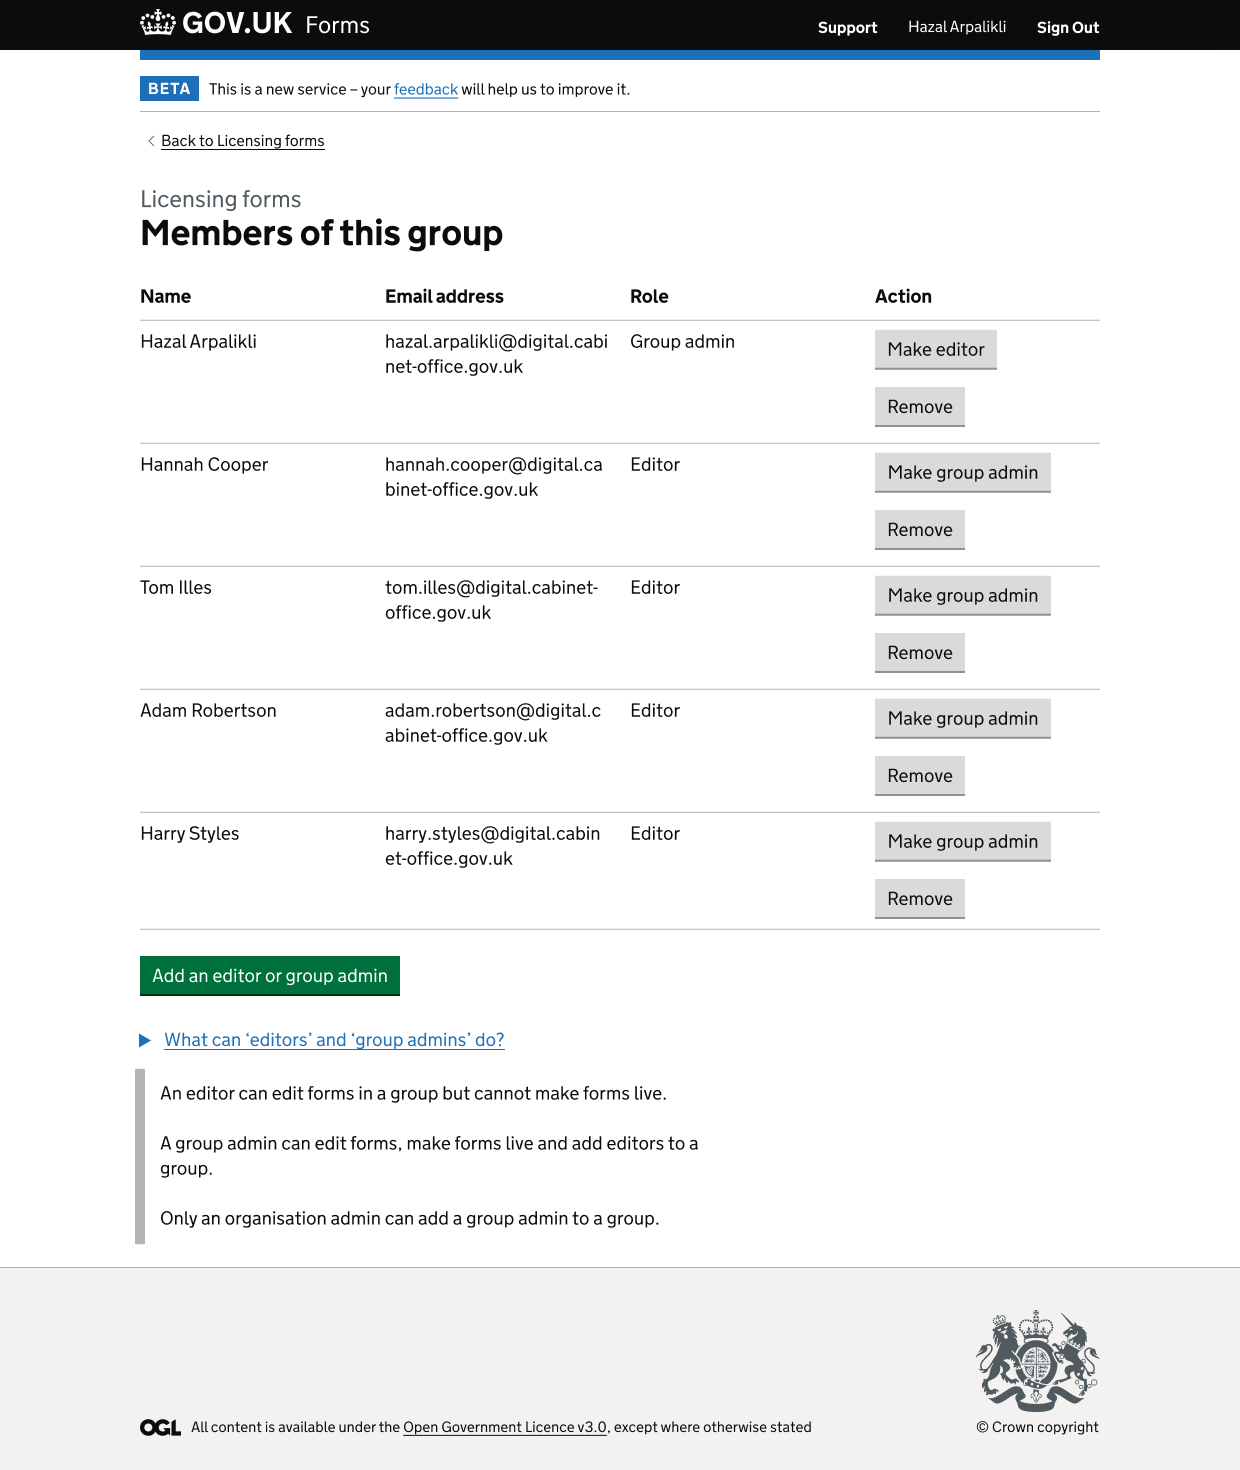 GOV.UK Forms
Support Hazal Arpalikli Sign Out
BETA This is a new service – your feedback will help us to improve it.
Back to Licensing forms
Licensing forms
Members of this group
Name Email address Role Action
Hazal Arpalikli hazal.arpalikli@digital.cabi Group admin Make editor
net-office.gov.uk
Remove
Hannah Cooper hannah.cooper@digital.ca Editor Make group admin
binet-office.gov.uk
Remove
Tom Illes tom.illes@digital.cabinet- Editor Make group admin
office.gov.uk
Remove
Adam Robertson adam.robertson@digital.c Editor Make group admin
abinet-office.gov.uk
Remove
Harry Styles harry.styles@digital.cabin Editor Make group admin
et-office.gov.uk
Remove
Add an editor or group admin
What can ‘editors’ and ‘group admins’ do?
An editor can edit forms in a group but cannot make forms live.
A group admin can edit forms, make forms live and add editors to a
group.
Only an organisation admin can add a group admin to a group.
OGL All content is available under the Open Government Licence v3.0, except where otherwise stated
© Crown copyright